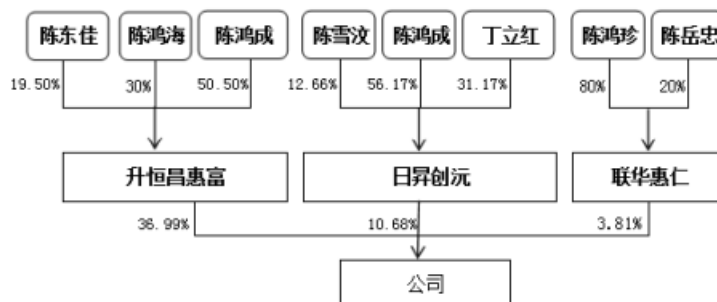 陈东佳 陈鸿海 陈鸿成 陈雪汶 陈鸿成 丁立红 陈鸿珍 陈岳忠
19.50% 30% 50.50% 12.66% 56.17% 31.17% 80% 20%
升恒昌惠富 日昇创沅 联华惠仁
36.99% 10.68% 3.81%
公司